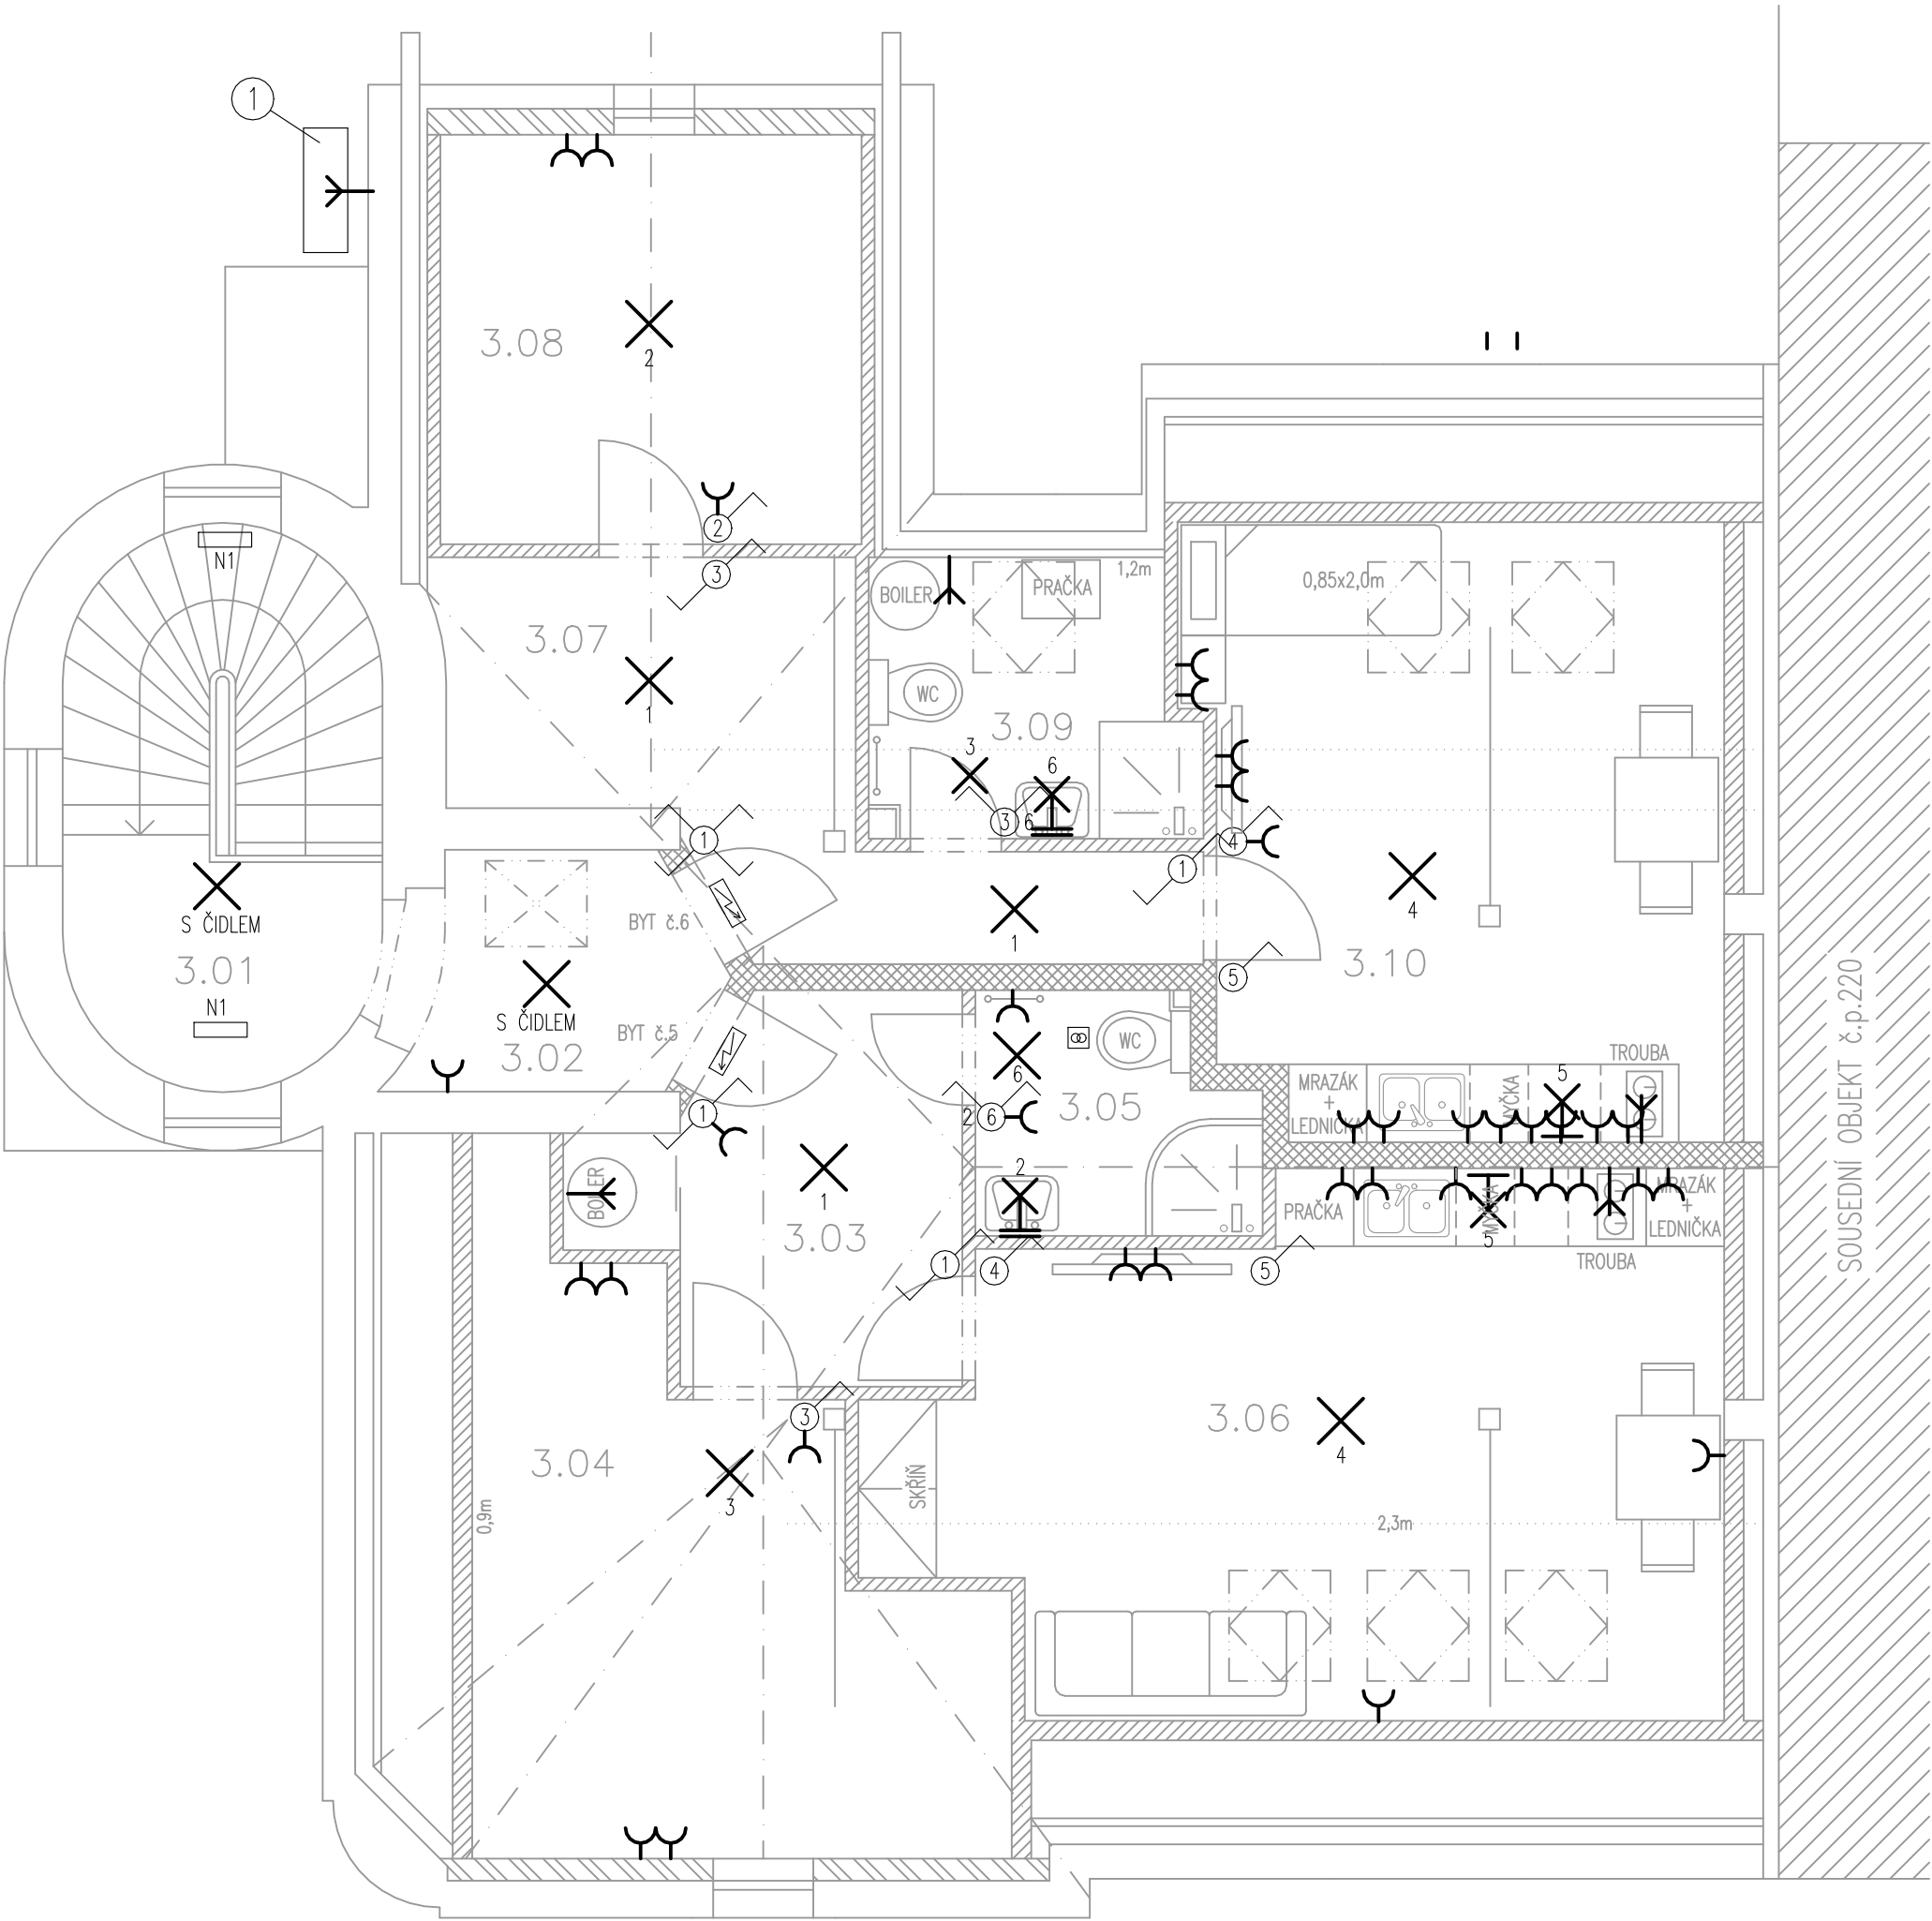 1
3.08
2
2
3
N1
BOILER
PRAČKA
1,2m
0,85x2,0m
3.07
1
WC
3.09
3
6
3
6
1
4
1
S ČIDLEM
3.01
BYT č.6
1
4
3.10
5
N1
S ČIDLEM
3.02
BYT č.5
6
WC
TROUBA
MRAZÁK
+
LEDNIČKA
MYČKA
5
1
2
6
3.05
BOILER
1
3.03
2
PRAČKA
MYČKA
5
MRAZÁK
+
LEDNIČKA
TROUBA
1
4
5
3
3.04
3
0,9m
SKŘÍŇ
3.06
4
2,3m
SOUSEDNÍ OBJEKT č.p.220